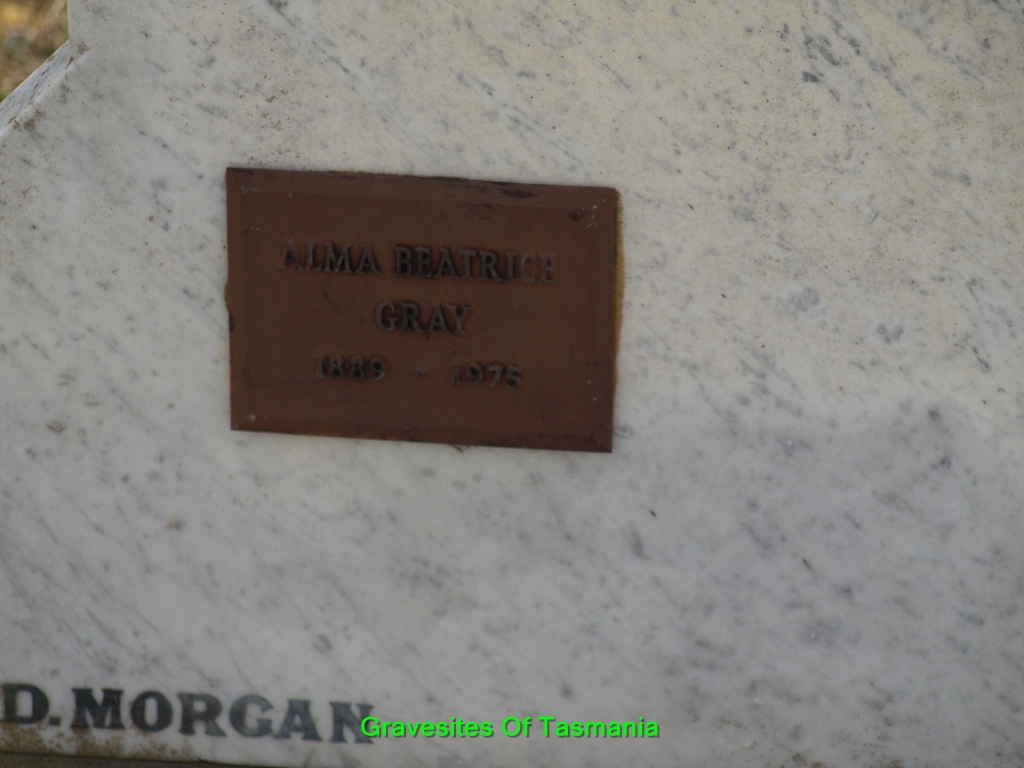 ALMA BEATRICE
GRAY
1889 - 1975
D. MORGAN
Gravesites Of Tasmania